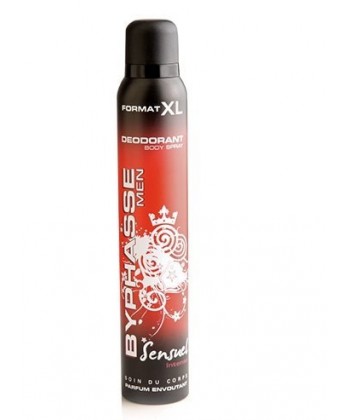 FORMAT XL
DEODORANT
BODY SPRAY
BYPHASSE
MEN
Sensuel
SOIN DU CORPS
PARFUM ENVOUTANT